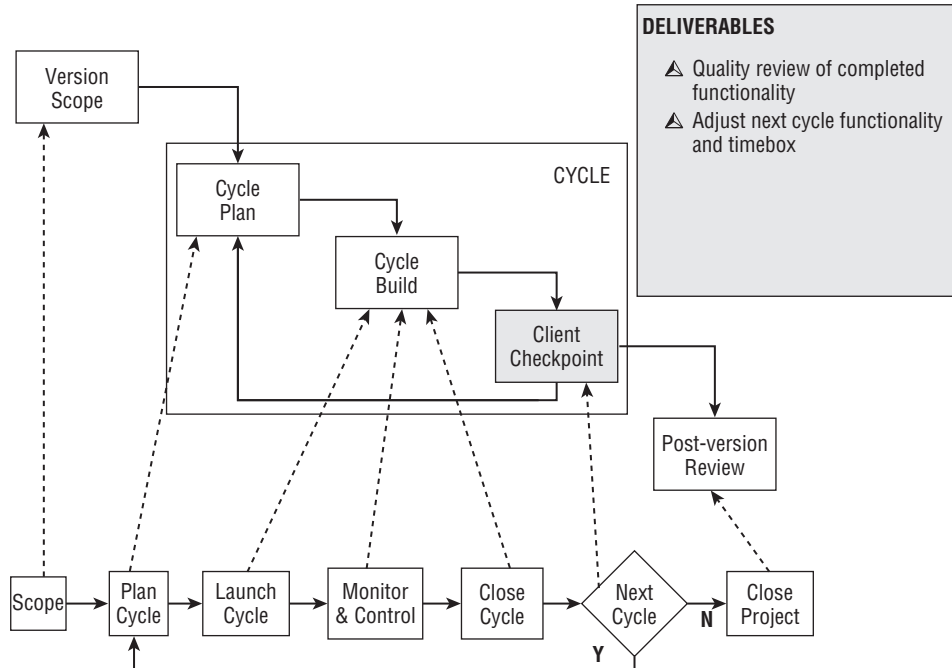 DELIVERABLES
Quality review of completed
functionality
Adjust next cycle functionality
and timebox
Version
Scope
CYCLE
Cycle
Plan
Cycle
Build
Client
Checkpoint
Post-version
Review
Scope
Plan
Cycle
Launch
Cycle
Monitor
& Control
Close
Cycle
Next
Cycle
N
Close
Project
Y